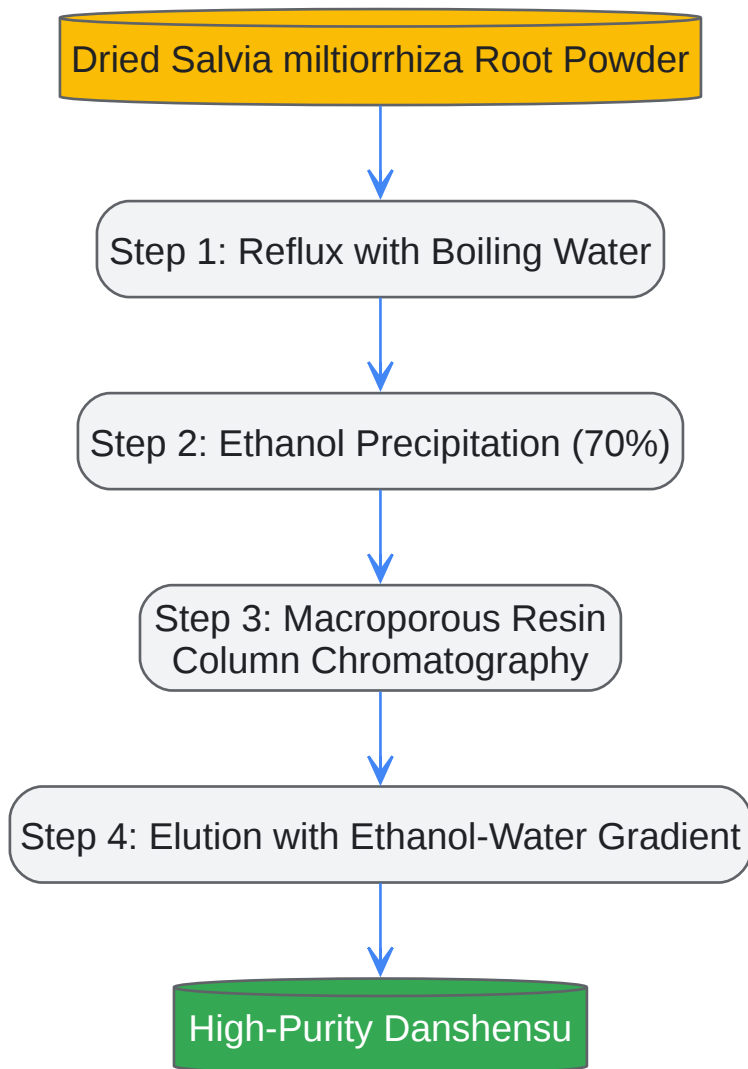 Dried Salvia miltiorrhiza Root Powder
Step 1: Reflux with Boiling Water
Step 2: Ethanol Precipitation (70%)
Step 3: Macroporous Resin
Column Chromatography
Step 4: Elution with Ethanol-Water Gradient
High-Purity Danshensu